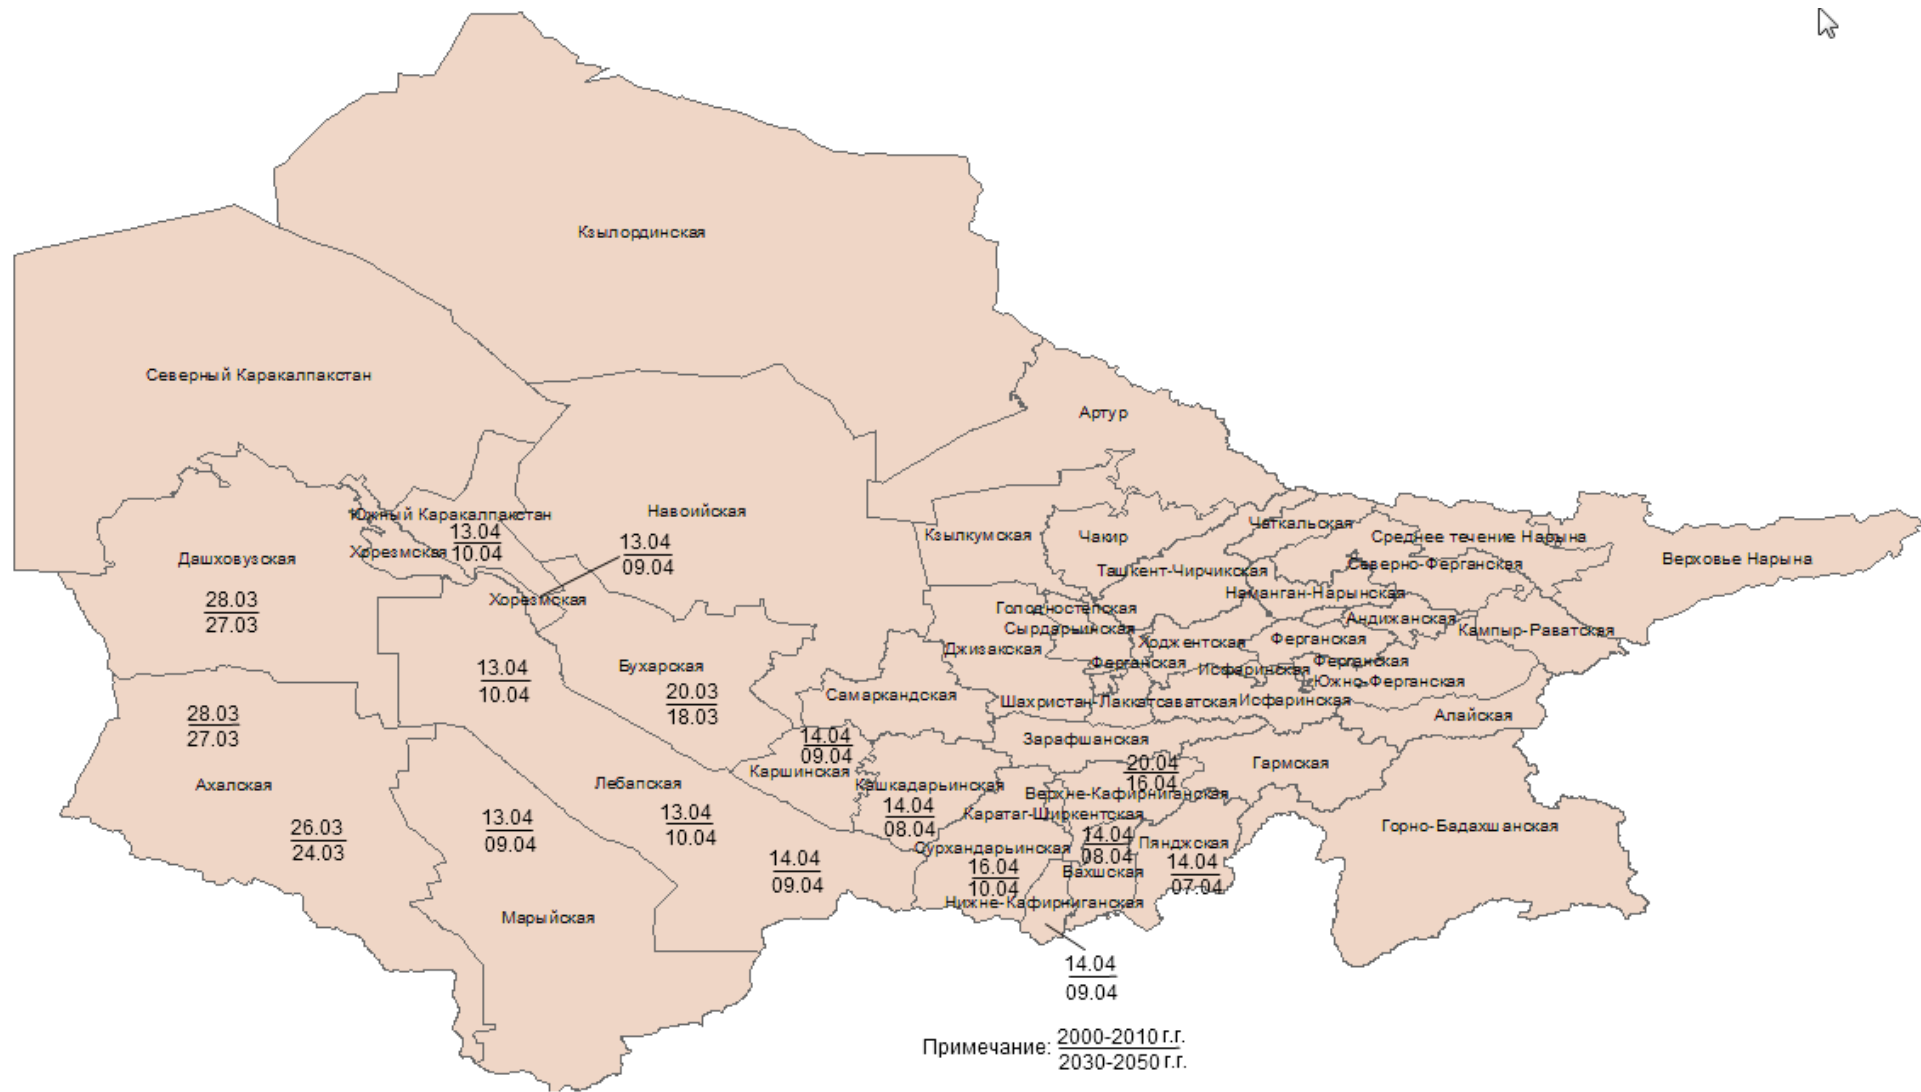 Кзылординская
Северный Каракалпакстан
Артур
Южный Каракалпакстан
13.04
10.04
Хорезмская
Навоийская
13.04
09.04
Кзылкумская
Чакир
Чаткальская
Среднее течение Нарына
Верховье Нарына
Дашховузская
28.03
27.03
Ташкент-Чирчикская
Северно-Ферганская
Наманган-Нарынская
Хорезмская
Голодностепская
Сырдарьинская
Джизакская
Ходжентская
Андижанская
Ферганская
Кампыр-Раватская
Ферганская
Исфаринская
Ферганская
Южно-Ферганская
13.04
10.04
Бухарская
20.03
18.03
Самаркандская
Шахристан-Лаккатсаватская
Исфаринская
Алайская
28.03
27.03
Зарафшанская
14.04
09.04
Каршинская
20.04
16.04
Гармская
Ахалская
Лебапская
Кашкадарьинская
14.04
08.04
Верхне-Кафирниганская
Каратаг-Ширкентская
26.03
24.03
13.04
09.04
13.04
10.04
14.04
08.04
Пянджская
14.04
07.04
Горно-Бадахшанская
Сурхандарьинская
16.04
10.04
14.04
09.04
Вахшская
Нижне-Кафирниганская
Марыйская
14.04
09.04
Примечание: 2000-2010 г.г.
2030-2050 г.г.